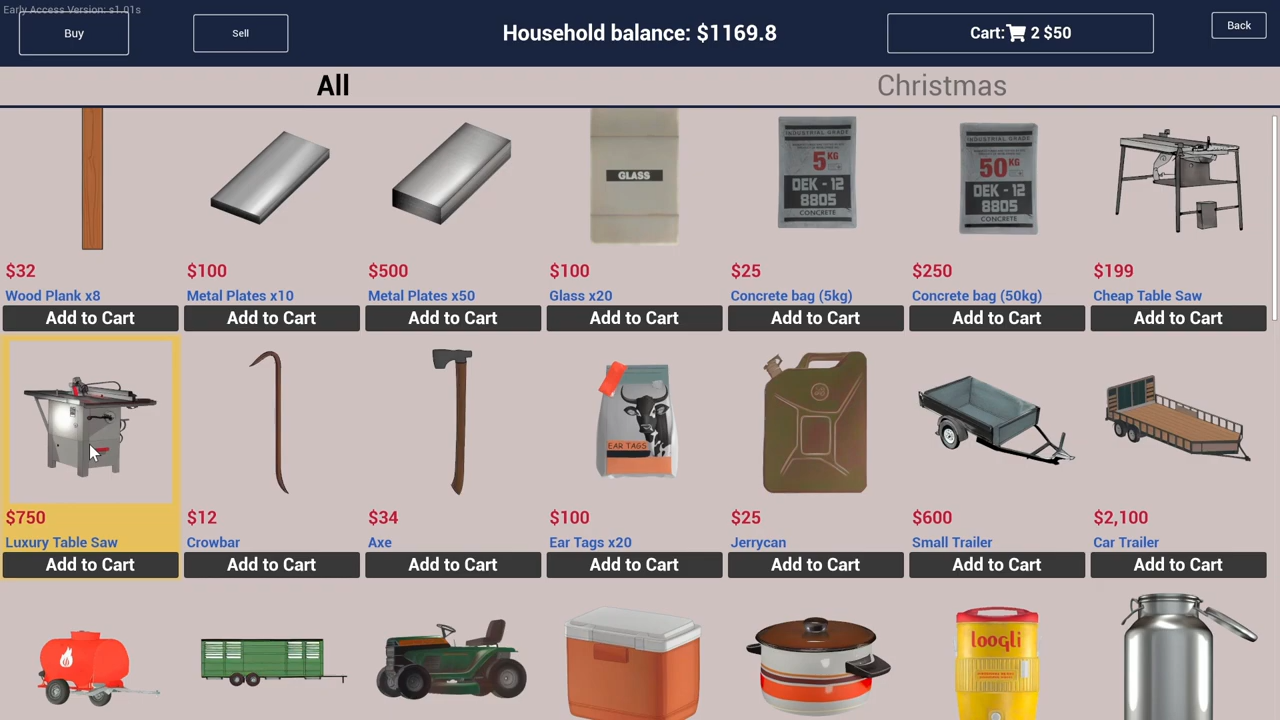 Early Access Version: s1.01s
Buy
Sell
Household balance: $1169.8
Cart: 2 $50
Back
All
Christmas
GLASS
INDUSTRIAL GRADE
5KG
DEK - 12
8805
CONCRETE
INDUSTRIAL GRADE
50KG
DEK - 12
8805
CONCRETE
$32
$100
$500
$100
$25
$250
$199
Wood Plank x8
Metal Plates x10
Metal Plates x50
Glass x20
Concrete bag (5kg)
Concrete bag (50kg)
Cheap Table Saw
Add to Cart
Add to Cart
Add to Cart
Add to Cart
Add to Cart
Add to Cart
Add to Cart
EAR TAGS
$750
$12
$34
$100
$25
$600
$2,100
Luxury Table Saw
Crowbar
Axe
Ear Tags x20
Jerrycan
Small Trailer
Car Trailer
Add to Cart
Add to Cart
Add to Cart
Add to Cart
Add to Cart
Add to Cart
Add to Cart
looqli